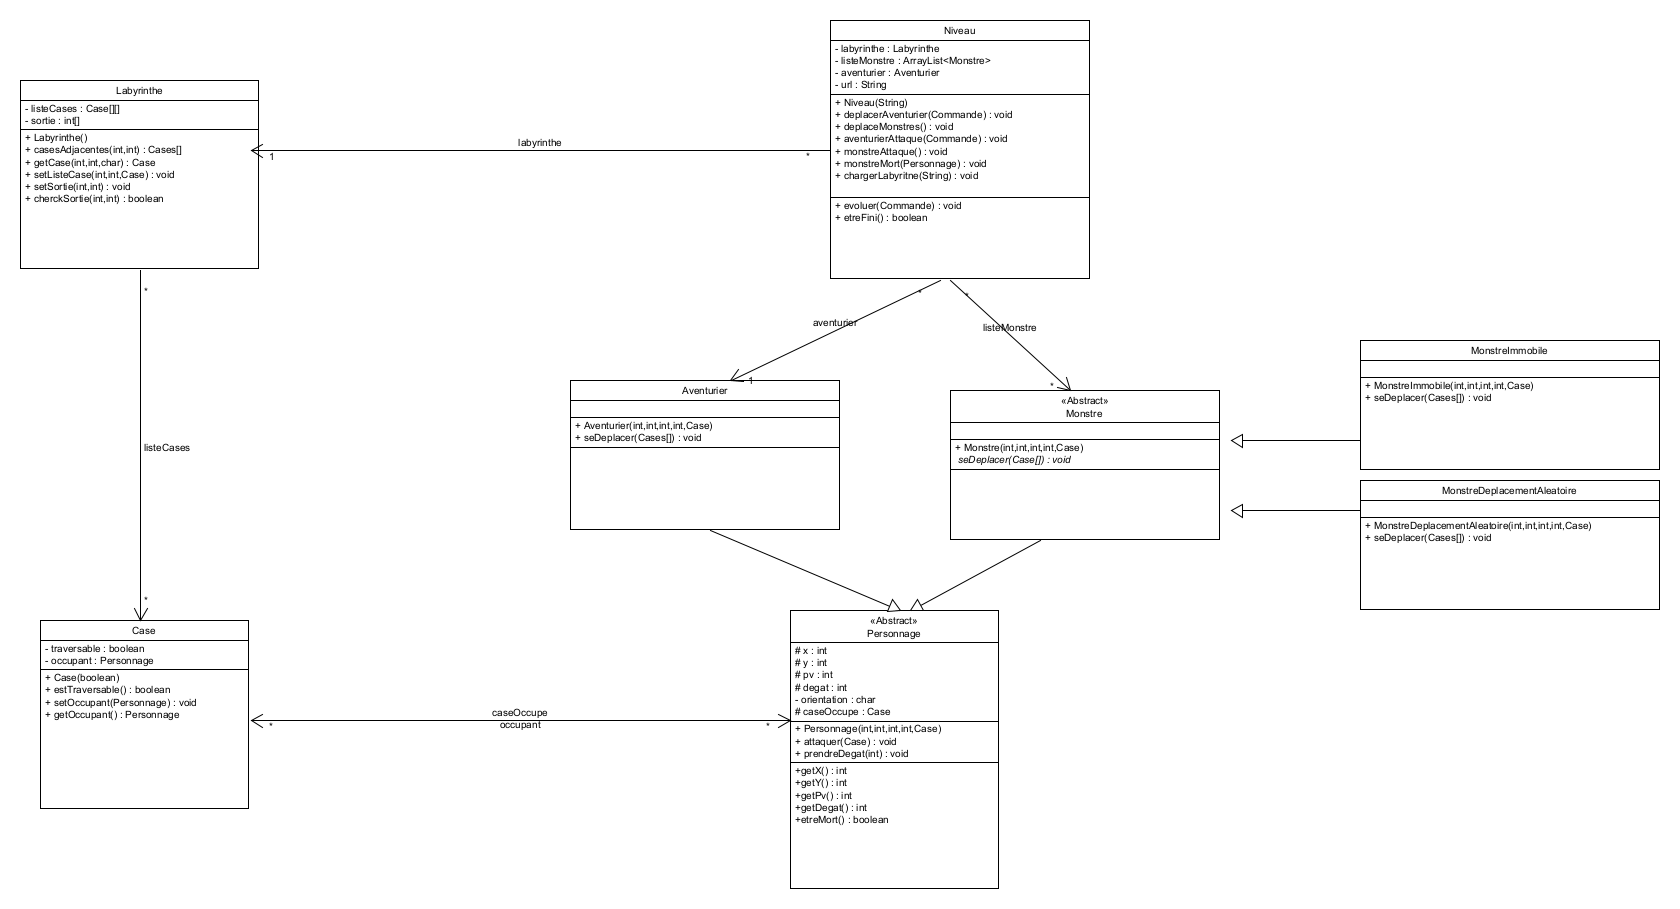 Niveau
- labyrinthe : Labyrinthe
- listeMonstre : ArrayList<Monstre>
- aventurier : Aventurier
- url : String
+ Niveau(String)
+ deplacerAventurier(Commande) : void
+ deplaceMonstres() : void
+ aventurierAttaque(Commande) : void
+ monstreAttaque() : void
+ monstreMort(Personnage) : void
+ chargerLabyritne(String) : void
+ evoluer(Commande) : void
+ etreFini() : boolean
Labyrinthe
- listeCases : Case[][]
- sortie : int[]
+ Labyrinthe()
+ casesAdjacentes(int,int) : Cases[]
+ getCase(int,int,char) : Case
+ setListeCase(int,int,Case) : void
+ setSortie(int,int) : void
+ cherckSortie(int,int) : boolean
labyrinthe
1
*
*
listeCases
*
*
aventurier
1
*
listeMonstre
*
Aventurier
+ Aventurier(int,int,int,int,Case)
+ seDeplacer(Cases[]) : void
«Abstract»
Monstre
+ Monstre(int,int,int,int,Case)
seDeplacer(Case[]) : void
MonstreImmobile
+ MonstreImmobile(int,int,int,int,Case)
+ seDeplacer(Cases[]) : void
MonstreDeplacementAleatoire
+ MonstreDeplacementAleatoire(int,int,int,int,Case)
+ seDeplacer(Cases[]) : void
Case
- traversable : boolean
- occupant : Personnage
+ Case(boolean)
+ estTraversable() : boolean
+ setOccupant(Personnage) : void
+ getOccupant() : Personnage
caseOccupe
occupant
*
*
«Abstract»
Personnage
# x : int
# y : int
# pv : int
# degat : int
- orientation : char
# caseOccupe : Case
+ Personnage(int,int,int,int,Case)
+ attaquer(Case) : void
+ prendreDegat(int) : void
+getX() : int
+getY() : int
+getPv() : int
+getDegat() : int
+etreMort() : boolean